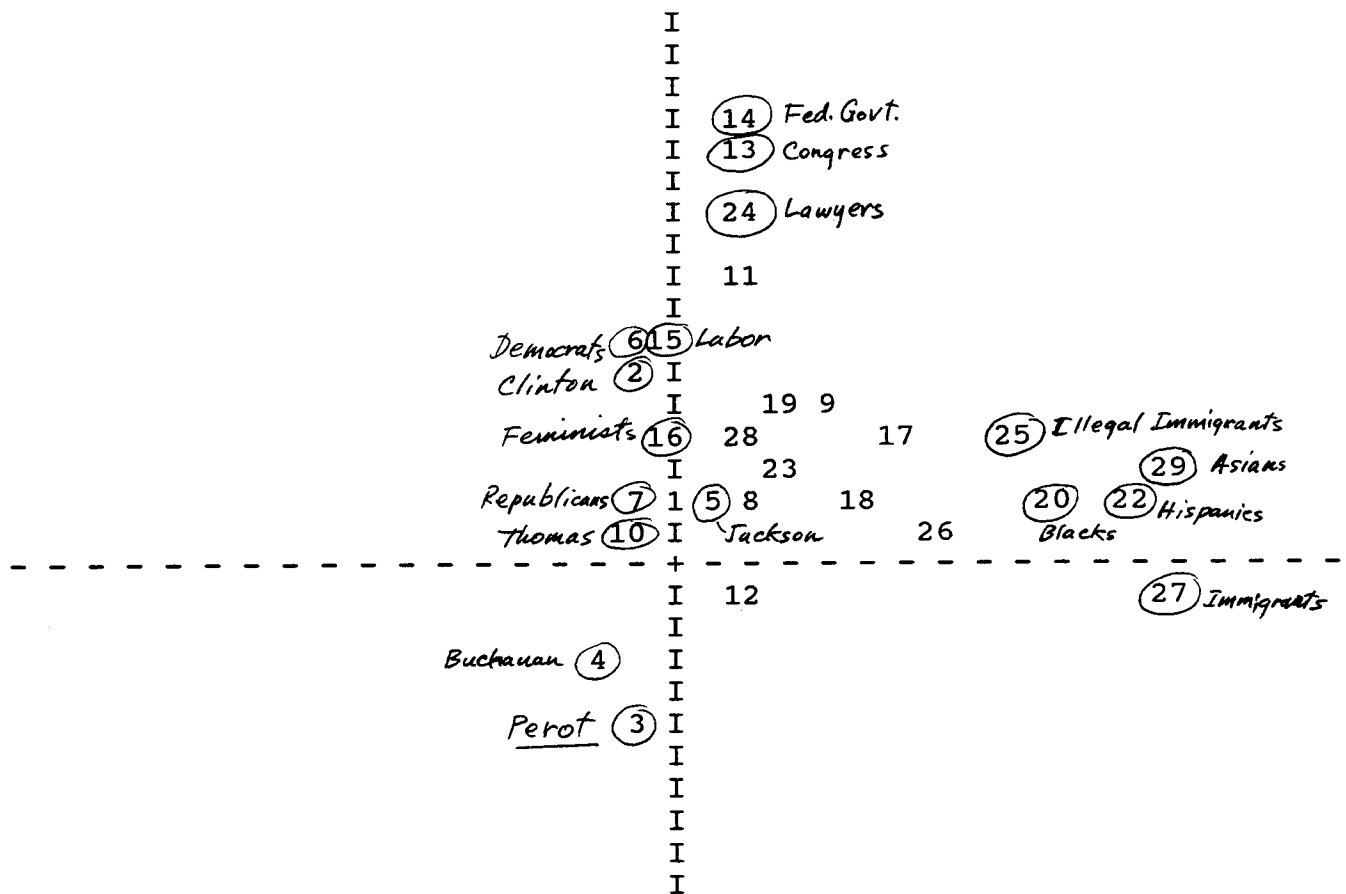 I
I
I
I 14 Fed. Govt.
I 13 Congress
I
I 24 Lawyers
I
I 11
I
Democrats 6 15 Labor
Clinton 2 I
I 19 9
Feminists 16 28 17 25 Illegal Immigrants
I 23 29 Asians
Republicans 7 1 5 8 18 20 22 Hispanics
Thomas 10 I Jackson 26 Blacks
- - - - - - - - - - - - - - - - - + - - - - - - - - - - - - - - - - -
I 12 27 Immigrants
I
Buchanan 4 I
I
Perot 3 I
I
I
I
I
I